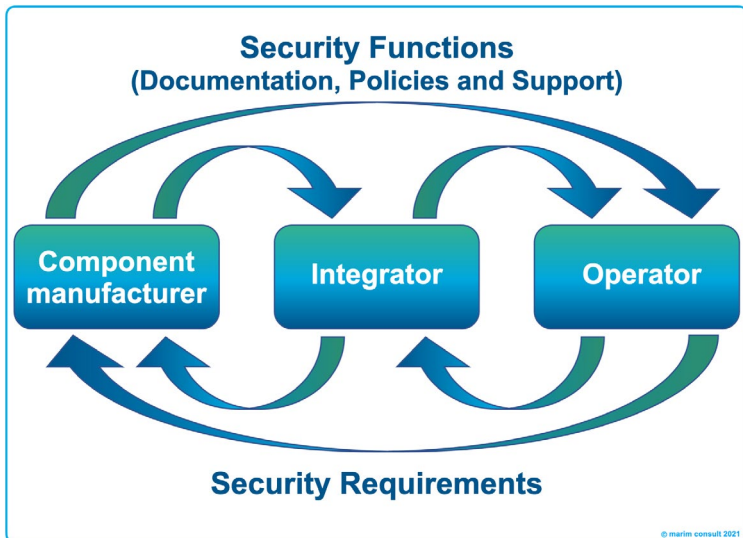 Security Functions
(Documentation, Policies and Support)
Component
manufacturer
Integrator
Operator
Security Requirements
© marim consult 2021